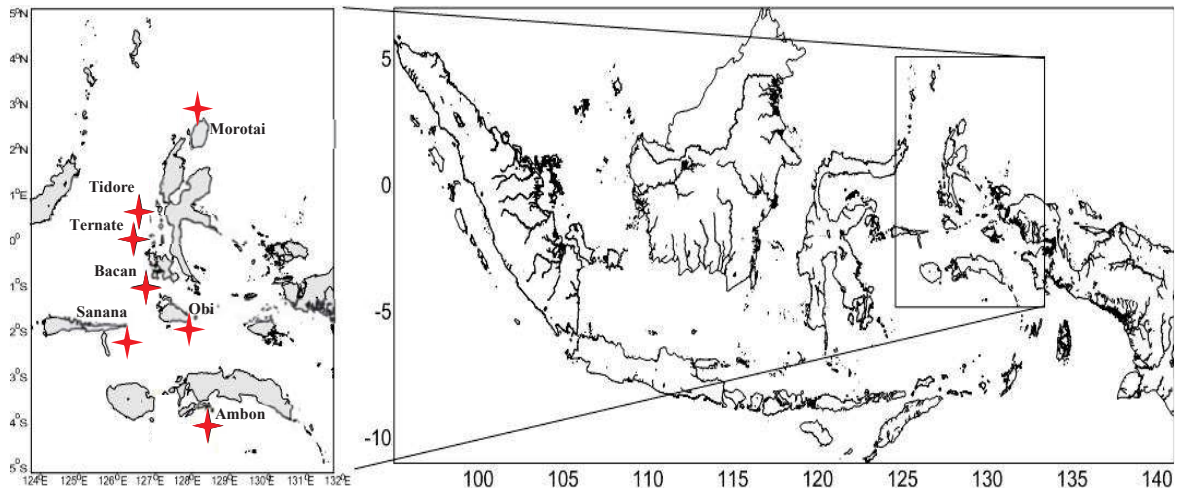 5°N
4°N
3°N
2°N
1°E
0°
1°S
2°S
3°S
4°S
5°S
Morotai
Tidore
Ternate
Bacan
Sanana
Obi
Ambon
124°E 125°E 126°E 127°E 128°E 129°E 130°E 131°E 132°E
5
0
-5
-10
100 105 110 115 120 125 130 135 140